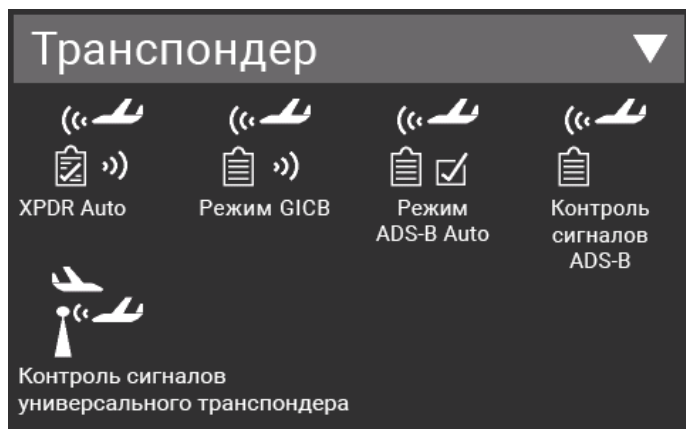 Транспондер
XPDR Auto
Режим GICB
Режим
ADS-B Auto
Контроль
сигналов
ADS-B
Контроль сигналов
универсального транспондера